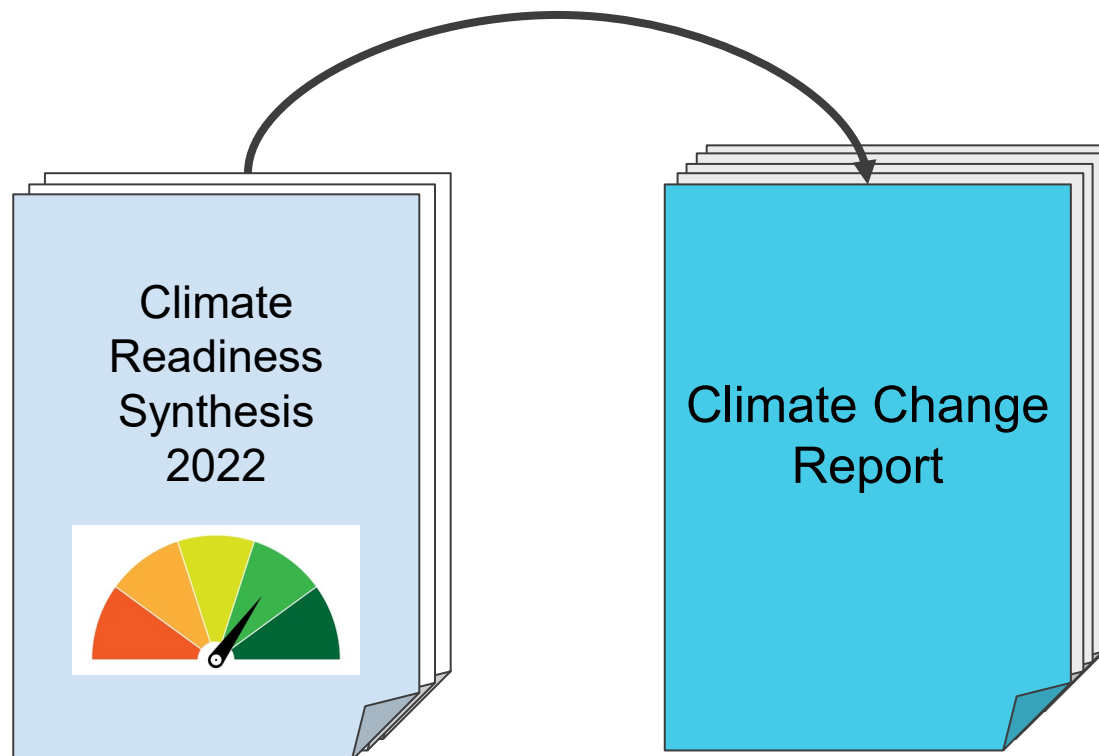 Climate
Readiness
Synthesis
2022
Climate Change
Report